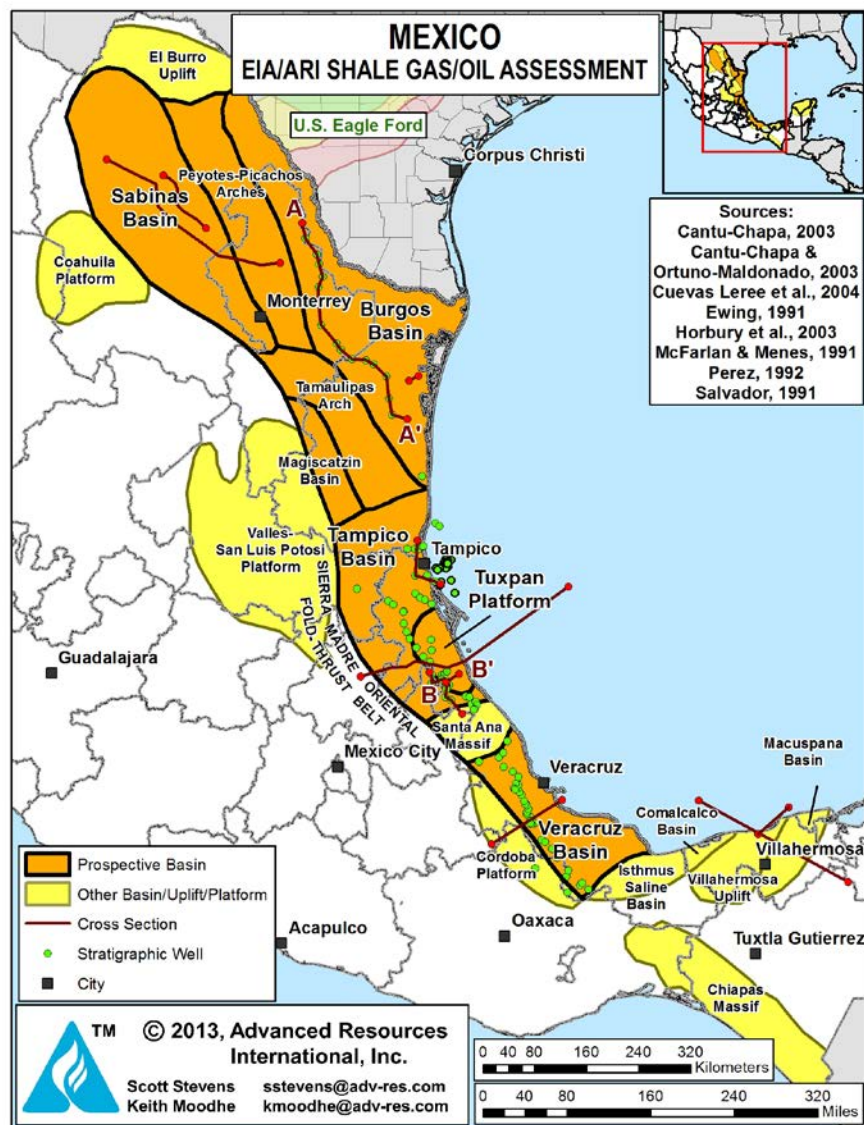 MEXICO
EIA/ARI SHALE GAS/OIL ASSESSMENT
El Burro
Uplift
U.S. Eagle Ford
Corpus Christi
Peyotes-Picachos
Arches
Sabinas
Basin
A
Coahuila
Platform
Monterrey
Burgos
Basin
Tamaulipas
Arch
A'
Magiscatzin
Basin
Valles-
San Luis Potosi
Platform
Tampico
Basin
Tampico
Tuxpan
Platform
SIERRA MADRE ORIENTAL
FOLD-THRUST BELT
Guadalajara
B'
B
Santa Ana
Massif
Mexico City
Veracruz
Macuspana
Basin
Comalcalco
Basin
Veracruz
Basin
Cordoba
Platform
Villahermosa
Isthmus
Saline
Basin
Villahermosa
Uplift
Oaxaca
Acapulco
Tuxtla Gutierrez
Chiapas
Massif
Sources:
Cantu-Chapa, 2003
Cantu-Chapa &
Ortuno-Maldonado, 2003
Cuevas Leree et al., 2004
Ewing, 1991
Horbury et al., 2003
McFarlan & Menes, 1991
Perez, 1992
Salvador, 1991
Prospective Basin
Other Basin/Uplift/Platform
Cross Section
Stratigraphic Well
City
TM
© 2013, Advanced Resources
International, Inc.
Scott Stevens sstevens@adv-res.com
Keith Moodhe kmoodhe@adv-res.com
0 40 80 160 240 320
Kilometers
0 40 80 160 240 320
Miles